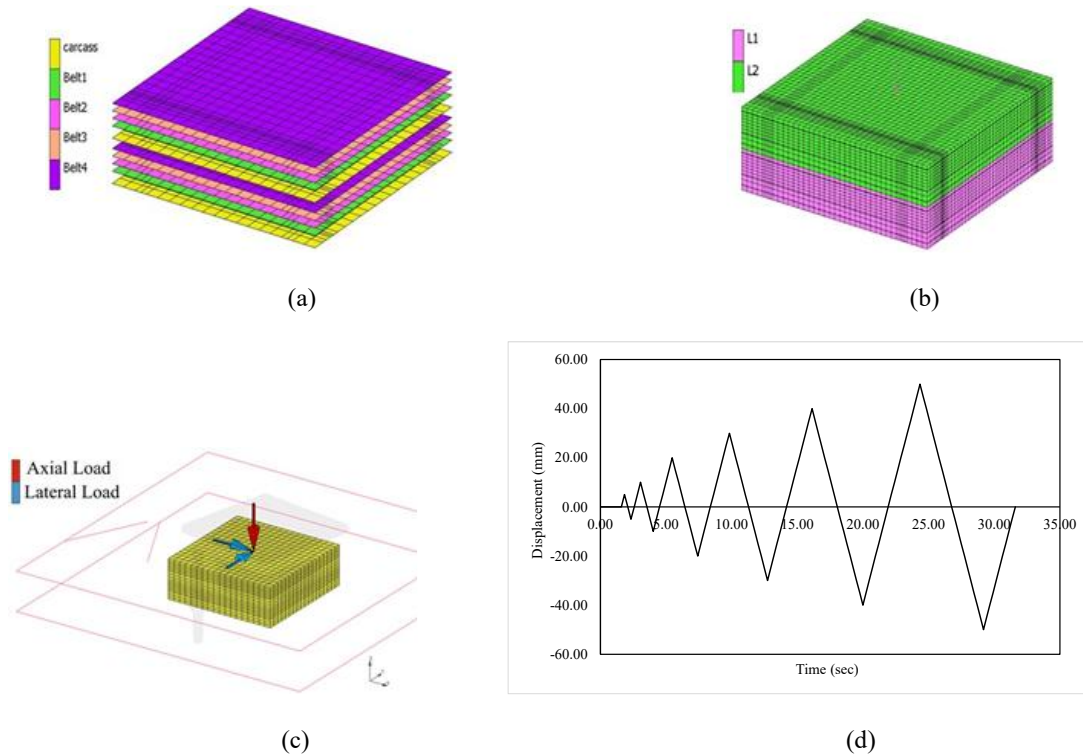 carcass
Belt1
Belt2
Belt3
Belt4
(a)
L1
L2
(b)
Axial Load
Lateral Load
(c)
60.00
40.00
20.00
0.00
-20.00
-40.00
-60.00
Displacement (mm)
0.00 5.00 10.00 15.00 20.00 25.00 30.00 35.00
Time (sec)
(d)